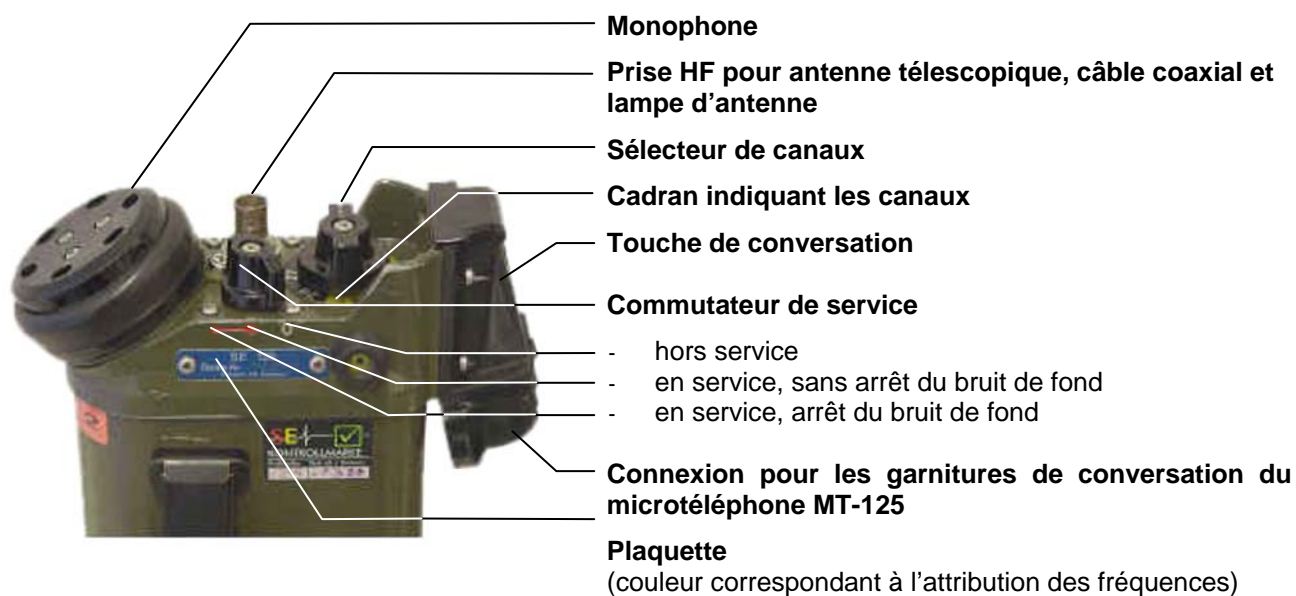 Monophone
Prise HF pour antenne télescopique, câble coaxial et
lampe d'antenne
Sélecteur de canaux
Cadran indiquant les canaux
Touche de conversation
Commutateur de service
- hors service
- en service, sans arrêt du bruit de fond
- en service, arrêt du bruit de fond
SE
SE
KONTROLLMARKE
Connexion pour les garnitures de conversation du
microtéléphone MT-125
Plaquette
(couleur correspondant à l'attribution des fréquences)